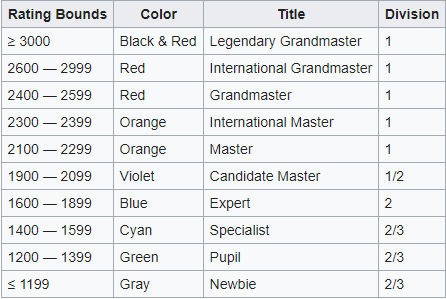 Rating Bounds Color Title Division
≥ 3000 Black & Red Legendary Grandmaster 1
2600 — 2999 Red International Grandmaster 1
2400 — 2599 Red Grandmaster 1
2300 — 2399 Orange International Master 1
2100 — 2299 Orange Master 1
1900 — 2099 Violet Candidate Master 1/2
1600 — 1899 Blue Expert 2
1400 — 1599 Cyan Specialist 2/3
1200 — 1399 Green Pupil 2/3
≤ 1199 Gray Newbie 2/3